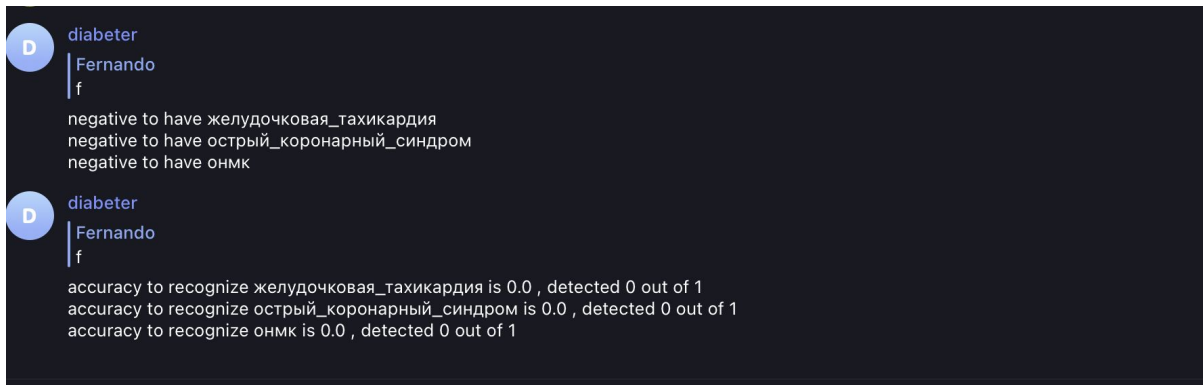 diabeter
D
Fernando
f
negative to have желудочковая_тахикардия
negative to have острый_коронарный_синдром
negative to have онмк
diabeter
D
Fernando
f
accuracy to recognize желудочковая_тахикардия is 0.0 , detected 0 out of 1
accuracy to recognize острый_коронарный_синдром is 0.0 , detected 0 out of 1
accuracy to recognize онмк is 0.0 , detected 0 out of 1